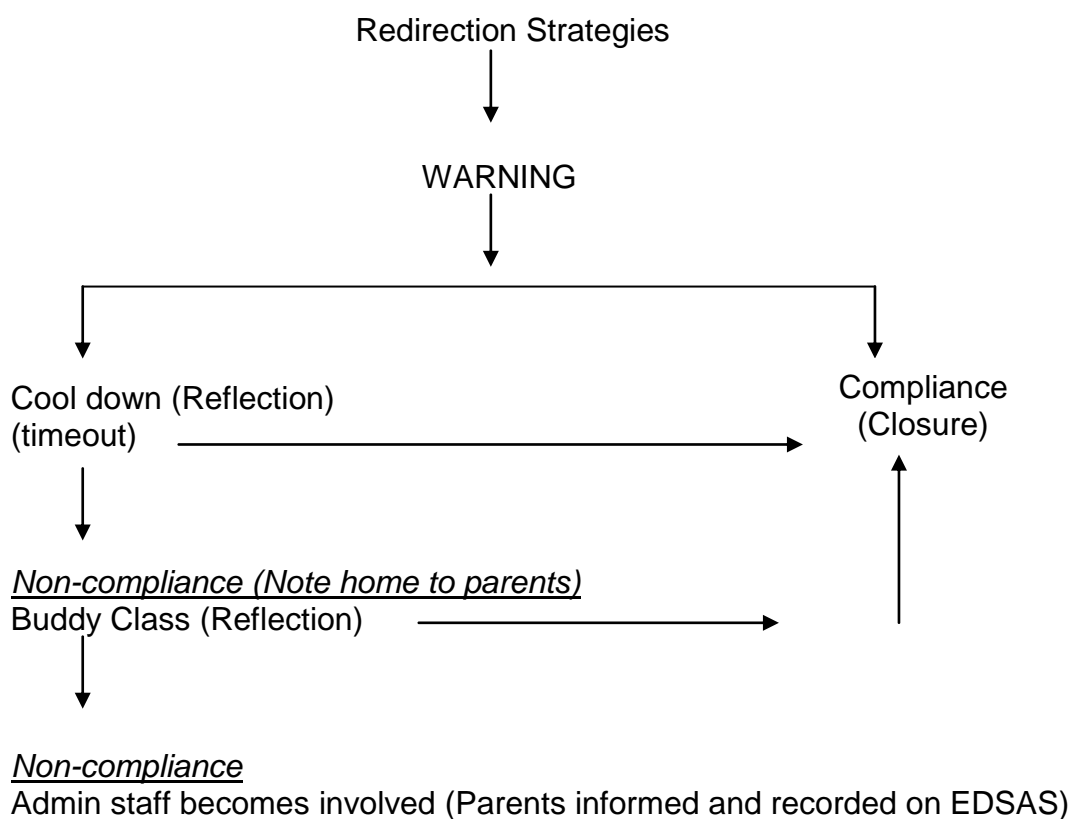 Redirection Strategies
WARNING
Cool down (Reflection)
(timeout)
Compliance
(Closure)
Non-compliance (Note home to parents)
Buddy Class (Reflection)
Non-compliance
Admin staff becomes involved (Parents informed and recorded on EDSAS)